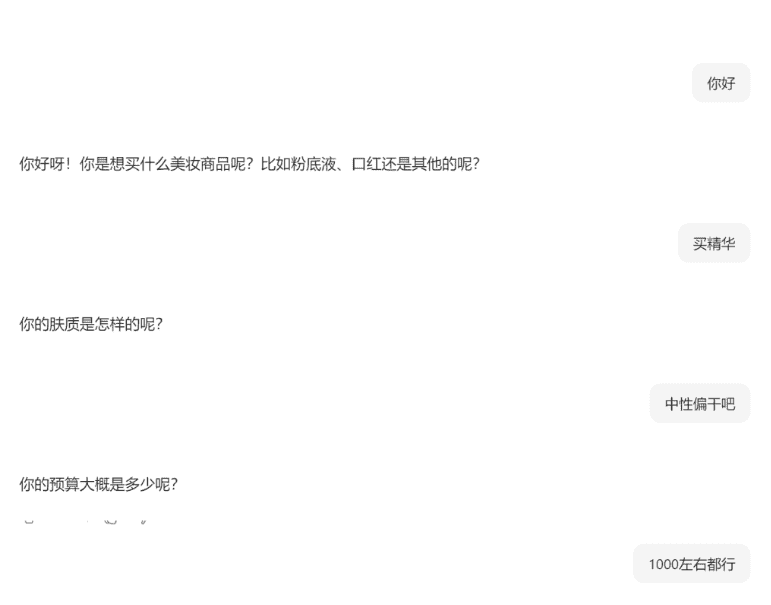 你好
你好呀！你是想买什么美妆商品呢？比如粉底液、口红还是其他的呢？
买精华
你的肤质是怎样的呢？
中性偏干吧
你的预算大概是多少呢？
1000左右都行